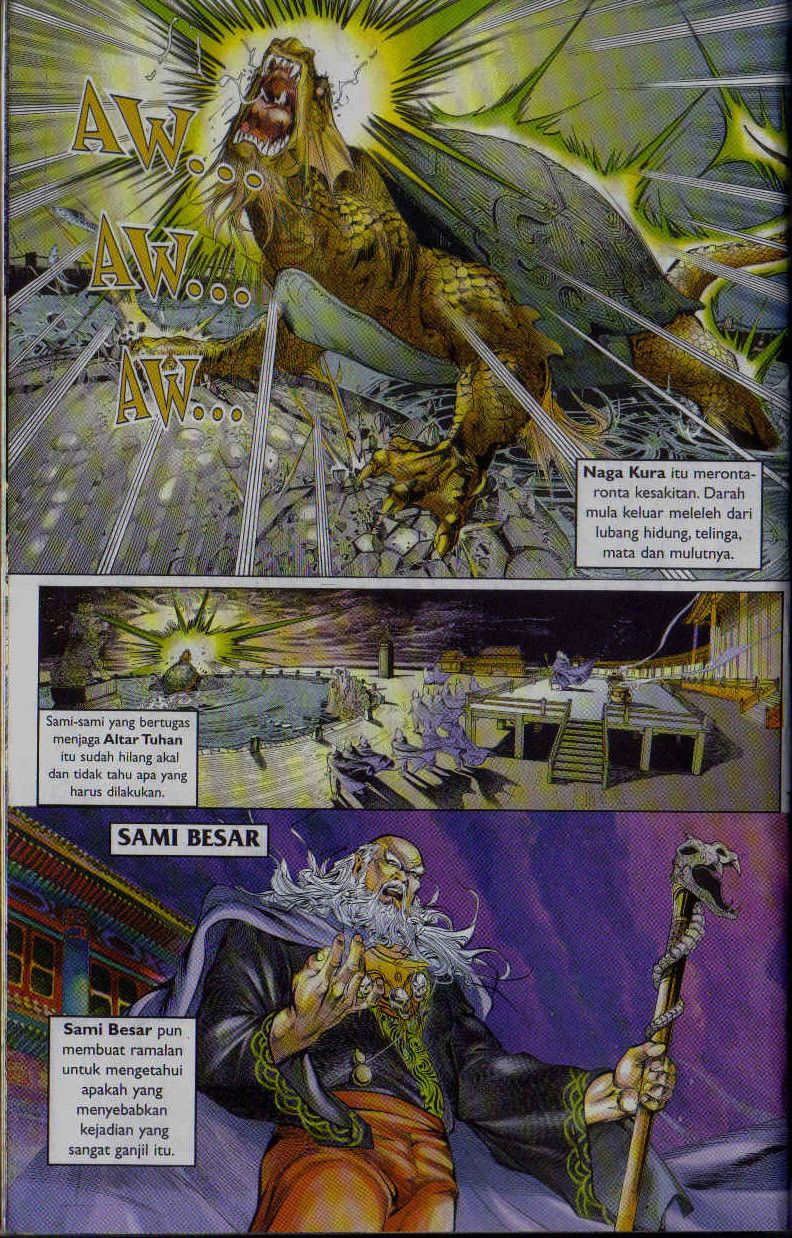 AW...
AW...
AW...
Naga Kura itu meronta-
ronta kesakitan. Darah
mula keluar meleleh dari
lubang hidung, telinga,
mata dan mulutnya.
Sami-sami yang bertugas
menjaga Altar Tuhan
itu sudah hilang akal
dan tidak tahu apa yang
harus dilakukan.
SAMI BESAR
Sami Besar pun
membuat ramalan
untuk mengetahui
apakah yang
menyebabkan
kejadian yang
sangat ganjil itu.